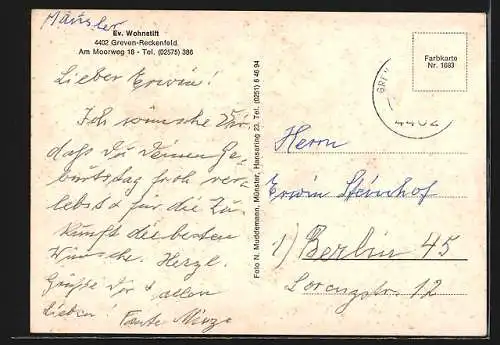 Münster
Ev. Wohnstift
4402 Greven-Reckenfeld
Am Moorweg 18 - Tel. (02575) 386
Lieber Erwin!
Ich wünsche Dir,
daß Du Deinen Ge-
burtstag froh ver-
lebst & für die Zu-
kunft die besten
Wünsche. Herzl.
Grüße Dir & allen
Lieben. Tante Minze
Foto N. Muddemann, Münster, Hansaring 23, Tel. (0251) 6 46 94
Farbkarte
Nr. 1683
4402
Herrn
Erwin Steinhof
1) Berlin 45
Lorenzstr. 12